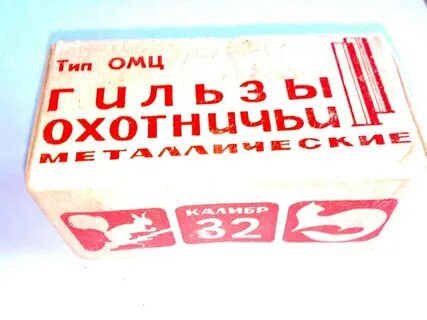 Тип ОМЦ
ГИЛЬЗЫ
ОХОТНИЧЬИ
МЕТАЛЛИЧЕСКИЕ
КАЛИБР
32